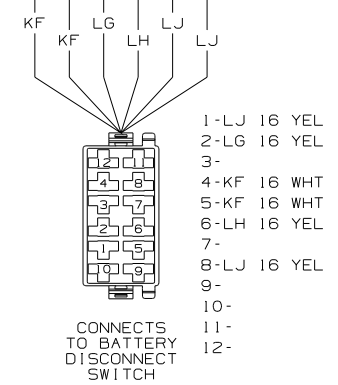 KF LG LJ
KF LH LJ
1-LJ 16 YEL
2-LG 16 YEL
3-
4-KF 16 WHT
5-KF 16 WHT
6-LH 16 YEL
7-
8-LJ 16 YEL
9-
10-
11-
12-
12 11
4 8
3 7
2 6
1 5
10 9
CONNECTS
TO BATTERY
DISCONNECT
SWITCH